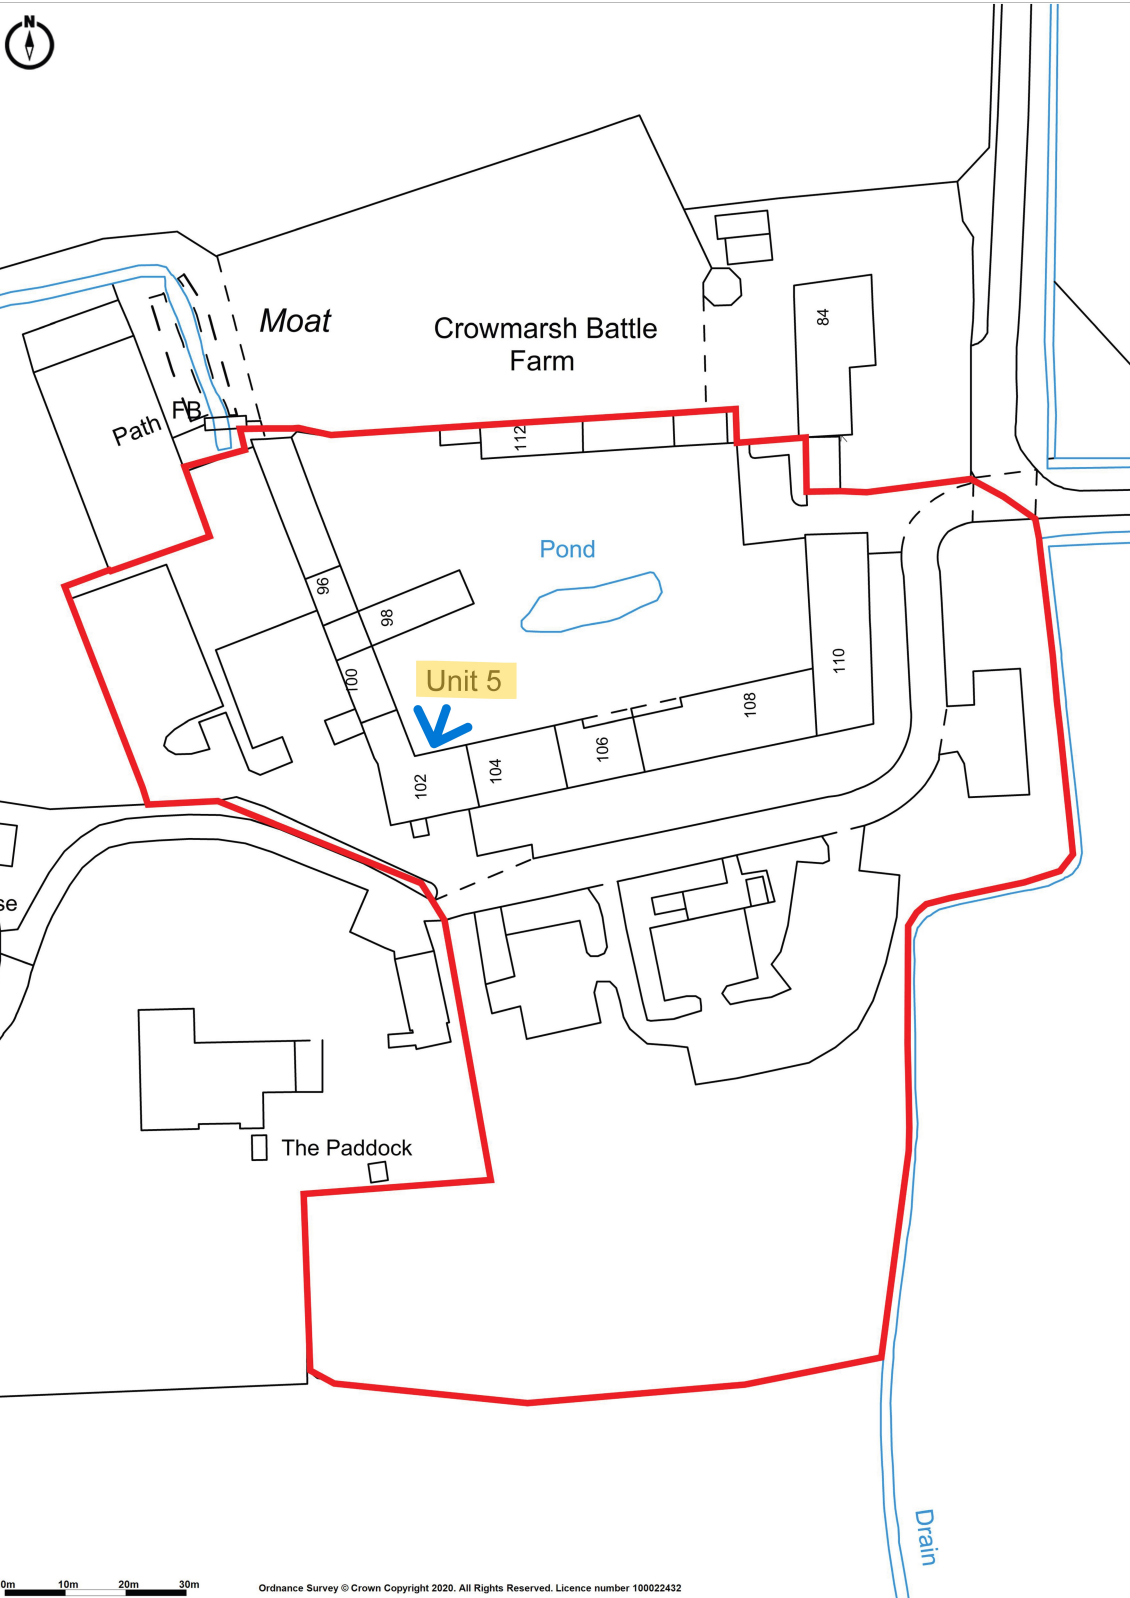 N
Moat
Crowmarsh Battle
Farm
84
FB
Path
112
Pond
96
98
100
Unit 5
110
108
106
104
102
se
The Paddock
Drain
0m 10m 20m 30m
Ordnance Survey © Crown Copyright 2020. All Rights Reserved. Licence number 100022432